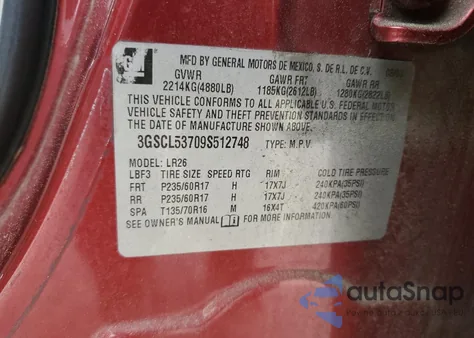 MFD BY GENERAL MOTORS DE MEXICO, S. DE R.L. DE C.V.
GVWR GAWR FRT GAWR RR
2214KG(4880LB) 1185KG(2612LB)
THIS VEHICLE CONFORMS TO ALL APPLICABLE U.S. FEDERAL MOTOR
VEHICLE SAFETY AND THEFT PREVENTION STANDARDS IN EFFECT ON
THE DATE OF MANUFACTURE SHOWN ABOVE.
3GSCL53709S512748 TYPE: M.P.V.
MODEL: LR26
LBF3 TIRE SIZE SPEED RTG RIM COLD TIRE PRESSURE
FRT P235/60R17 H 17X7J 240KPA(35PSI)
RR P235/60R17 H 17X7J 240KPA(35PSI)
SPA T135/70R16 M 16X4T 420KPA(60PSI)
SEE OWNER'S MANUAL FOR MORE INFORMATION.
autoSnap